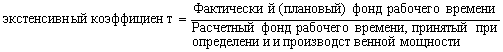 экстенсивный коэффициен т = Фактически й (плановый) фонд рабочего времени
Расчетный фонд рабочего времени, принятый при
определени и и производст венной мощности